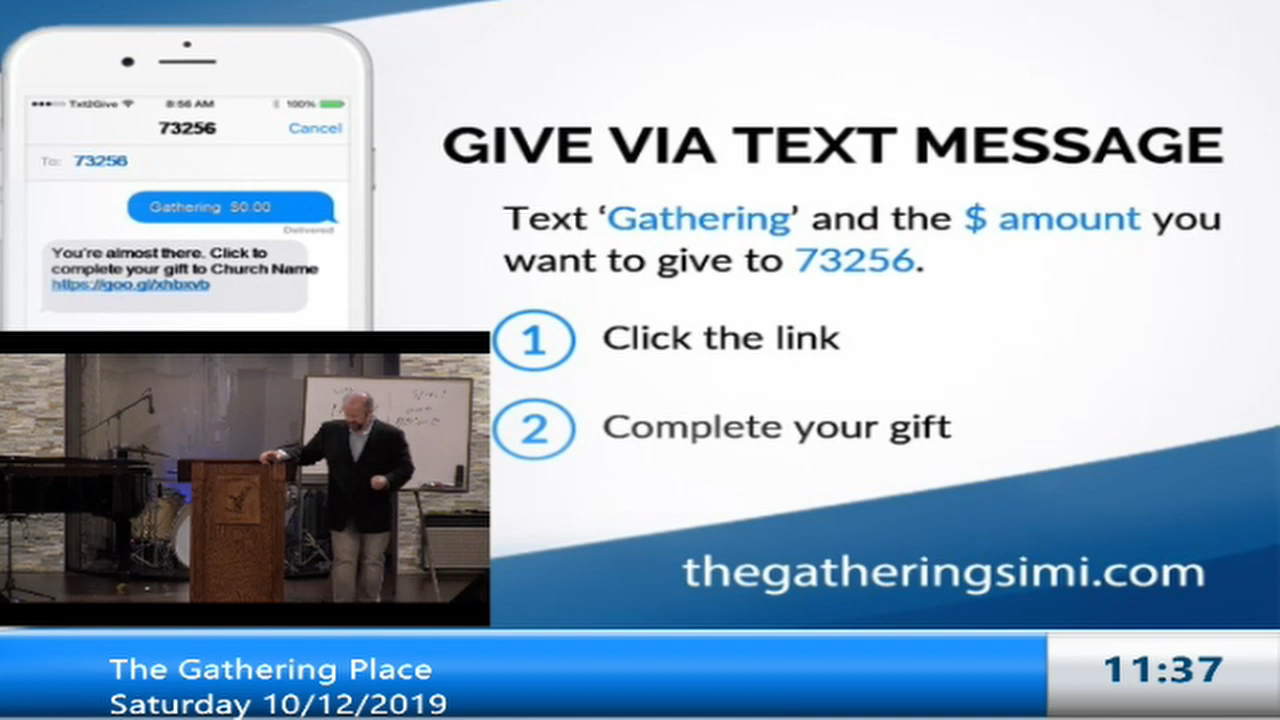 Txt2Give 8:56 AM 100%
73256 Cancel
To: 73256
Gathering $0.00
Delivered
You're almost there. Click to
complete your gift to Church Name
https://goo.gl/xhbxvb
GIVE VIA TEXT MESSAGE
Text ‘Gathering’ and the $ amount you
want to give to 73256.
1 Click the link
2 Complete your gift
thegatheringsimi.com
The Gathering Place
Saturday 10/12/2019
11:37